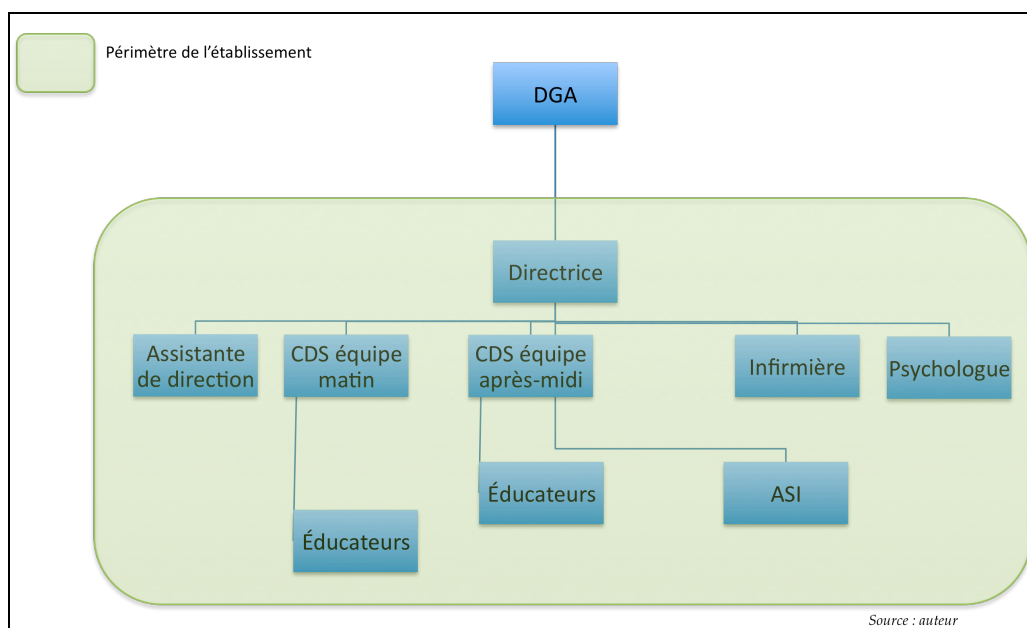 Périmètre de l’établissement
DGA
Directrice
Assistante
de direction
CDS équipe
matin
CDS équipe
après-midi
Infirmière
Psychologue
Éducateurs
ASI
Éducateurs
Source : auteur